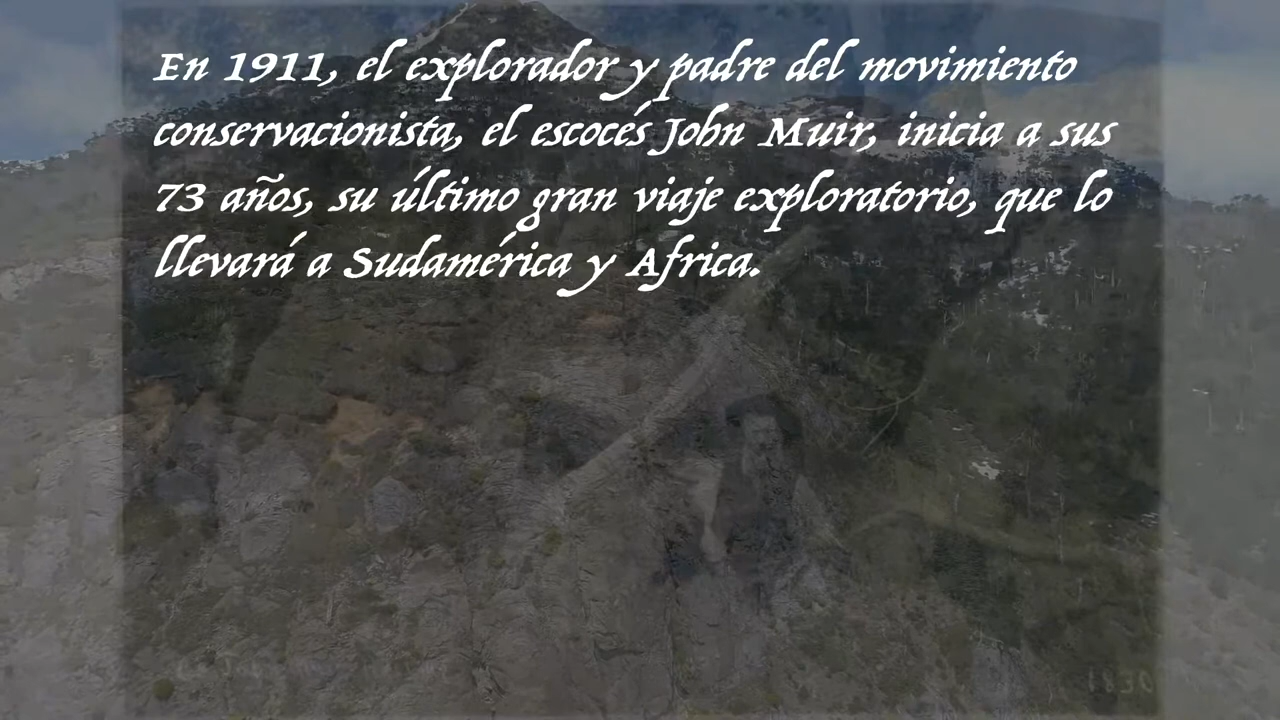 En 1911, el explorador y padre del movimiento
conservacionista, el escocés John Muir, inicia a sus
73 años, su último gran viaje exploratorio, que lo
llevará a Sudamérica y Africa.